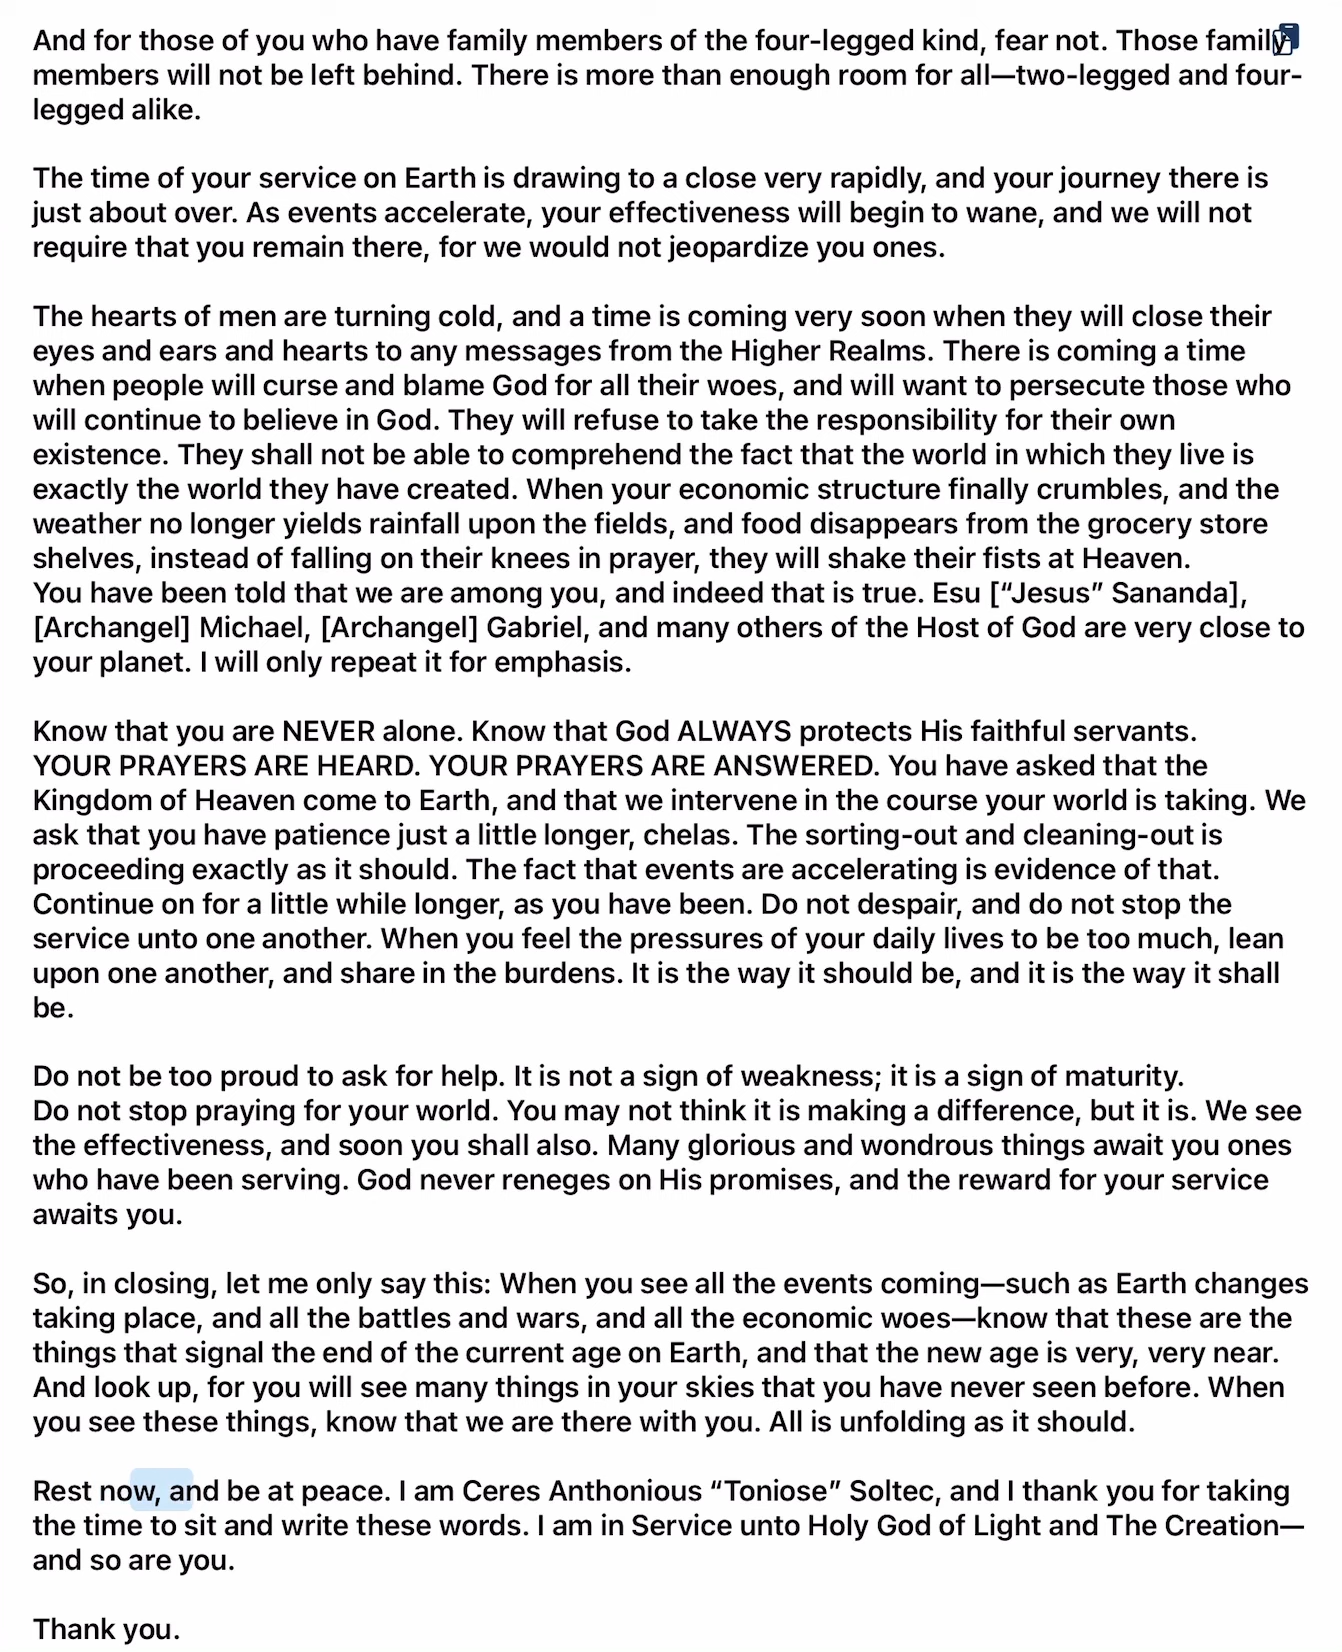 And for those of you who have family members of the four-legged kind, fear not. Those family
members will not be left behind. There is more than enough room for all—two-legged and four-
legged alike.
The time of your service on Earth is drawing to a close very rapidly, and your journey there is
just about over. As events accelerate, your effectiveness will begin to wane, and we will not
require that you remain there, for we would not jeopardize you ones.
The hearts of men are turning cold, and a time is coming very soon when they will close their
eyes and ears and hearts to any messages from the Higher Realms. There is coming a time
when people will curse and blame God for all their woes, and will want to persecute those who
will continue to believe in God. They will refuse to take the responsibility for their own
existence. They shall not be able to comprehend the fact that the world in which they live is
exactly the world they have created. When your economic structure finally crumbles, and the
weather no longer yields rainfall upon the fields, and food disappears from the grocery store
shelves, instead of falling on their knees in prayer, they will shake their fists at Heaven.
You have been told that we are among you, and indeed that is true. Esu [“Jesus” Sananda],
[Archangel] Michael, [Archangel] Gabriel, and many others of the Host of God are very close to
your planet. I will only repeat it for emphasis.
Know that you are NEVER alone. Know that God ALWAYS protects His faithful servants.
YOUR PRAYERS ARE HEARD. YOUR PRAYERS ARE ANSWERED. You have asked that the
Kingdom of Heaven come to Earth, and that we intervene in the course your world is taking. We
ask that you have patience just a little longer, chelas. The sorting-out and cleaning-out is
proceeding exactly as it should. The fact that events are accelerating is evidence of that.
Continue on for a little while longer, as you have been. Do not despair, and do not stop the
service unto one another. When you feel the pressures of your daily lives to be too much, lean
upon one another, and share in the burdens. It is the way it should be, and it is the way it shall
be.
Do not be too proud to ask for help. It is not a sign of weakness; it is a sign of maturity.
Do not stop praying for your world. You may not think it is making a difference, but it is. We see
the effectiveness, and soon you shall also. Many glorious and wondrous things await you ones
who have been serving. God never reneges on His promises, and the reward for your service
awaits you.
So, in closing, let me only say this: When you see all the events coming—such as Earth changes
taking place, and all the battles and wars, and all the economic woes—know that these are the
things that signal the end of the current age on Earth, and that the new age is very, very near.
And look up, for you will see many things in your skies that you have never seen before. When
you see these things, know that we are there with you. All is unfolding as it should.
Rest now, and be at peace. I am Ceres Anthonious “Toniose” Soltec, and I thank you for taking
the time to sit and write these words. I am in Service unto Holy God of Light and The Creation—
and so are you.
Thank you.